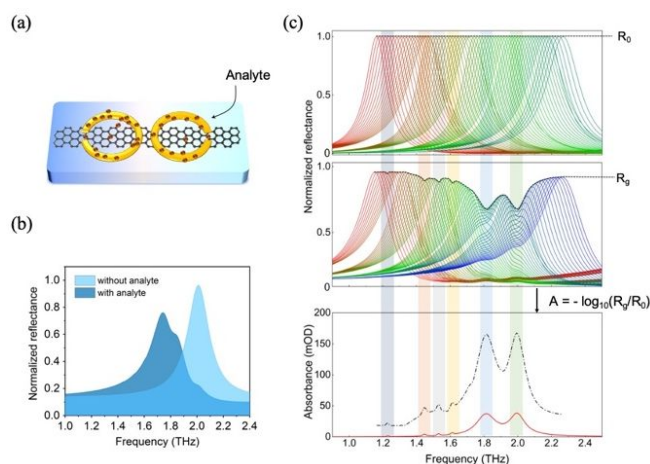 (a)
Analyte
(b)
Normalized reflectance
1.0
0.8
0.6
0.4
0.2
0.0
without analyte
with analyte
1.0 1.2 1.4 1.6 1.8 2.0 2.2 2.4
Frequency (THz)
(c)
Normalized reflectance
1.0
0.5
0
R0
Normalized reflectance
1.0
0.5
0
Rg
A = - log10(Rg/R0)
Absorbance (mOD)
200
150
100
50
0
1.0 1.2 1.4 1.6 1.8 2.0 2.2 2.4
Frequency (THz)